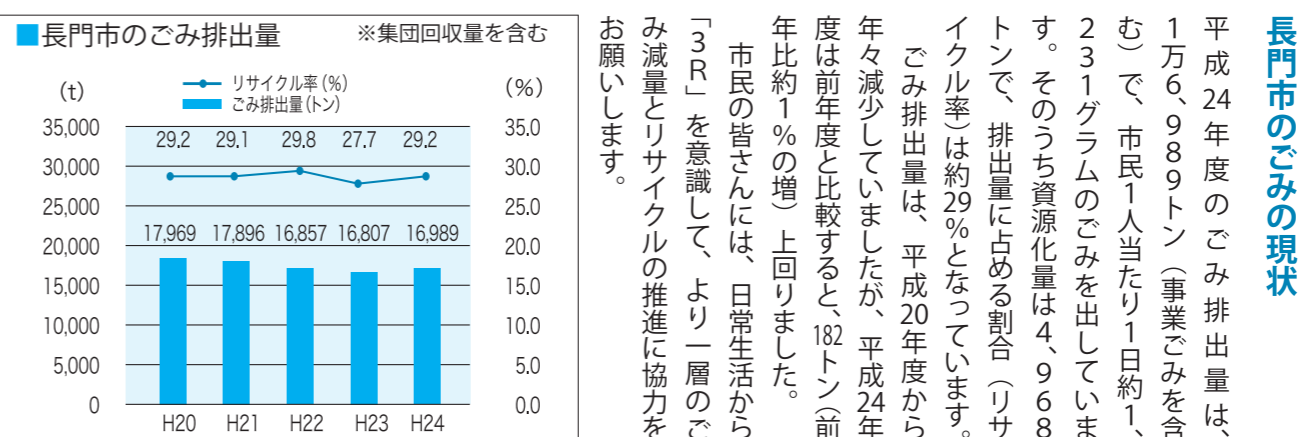 長門市のごみの現状
平成24年度のごみ排出量は、
1万6、989トン（事業ごみを含
む）で、市民1人当たり1日約1、
231グラムのごみを出していま
す。そのうち資源化量は4、968
トンで、排出量に占める割合（リサ
イクル率）は約29％となっています。
ごみ排出量は、平成20年度から
年々減少していましたが、平成24年
度は前年度と比較すると、182トン（前
年比約1％の増）上回りました。
市民の皆さんには、日常生活から
「3R」を意識して、より一層のご
み減量とリサイクルの推進に協力を
お願いします。
■長門市のごみ排出量 ※集団回収量を含む
リサイクル率(%)
ごみ排出量(トン)
(t) (%)
35,000 29.2 29.1 29.8 27.7 29.2 35.0
30,000 30.0
25,000 25.0
20,000 17,969 17,896 16,857 16,807 16,989 20.0
15,000 15.0
10,000 10.0
5,000 5.0
0 0.0
H20 H21 H22 H23 H24